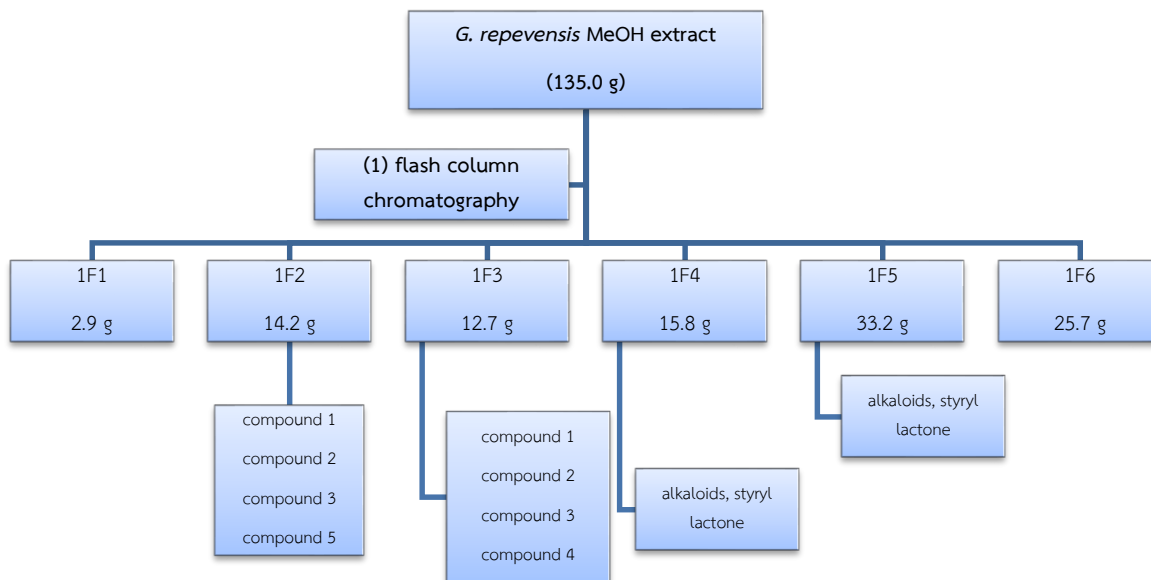 G. repevensis MeOH extract
(135.0 g)
(1) flash column
chromatography
1F1
2.9 g
1F2
14.2 g
1F3
12.7 g
1F4
15.8 g
1F5
33.2 g
1F6
25.7 g
compound 1
compound 2
compound 3
compound 5
compound 1
compound 2
compound 3
compound 4
alkaloids, styryl
lactone
alkaloids, styryl
lactone